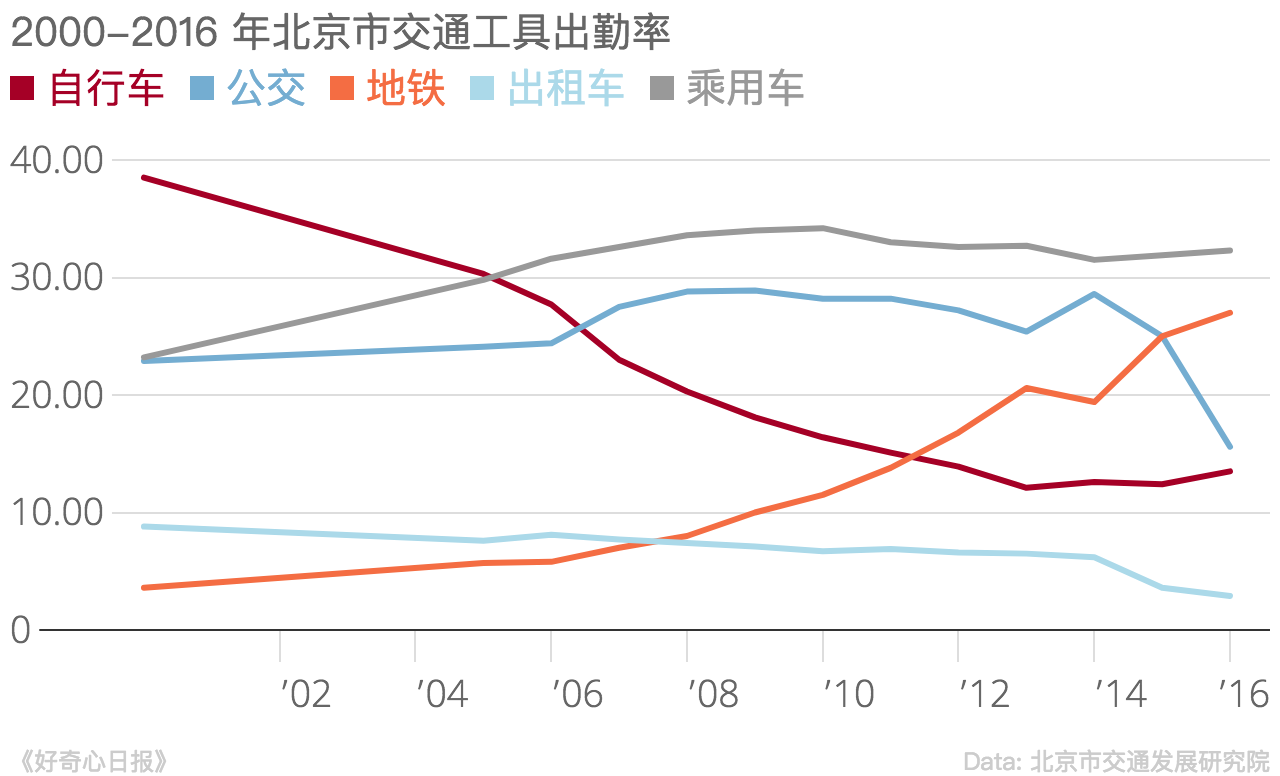 2000–2016 年北京市交通工具出勤率
自行车 公交 地铁 出租车 乘用车
40.00
30.00
20.00
10.00
0
’02 ’04 ’06 ’08 ’10 ’12 ’14 ’16
《好奇心日报》 Data: 北京市交通发展研究院